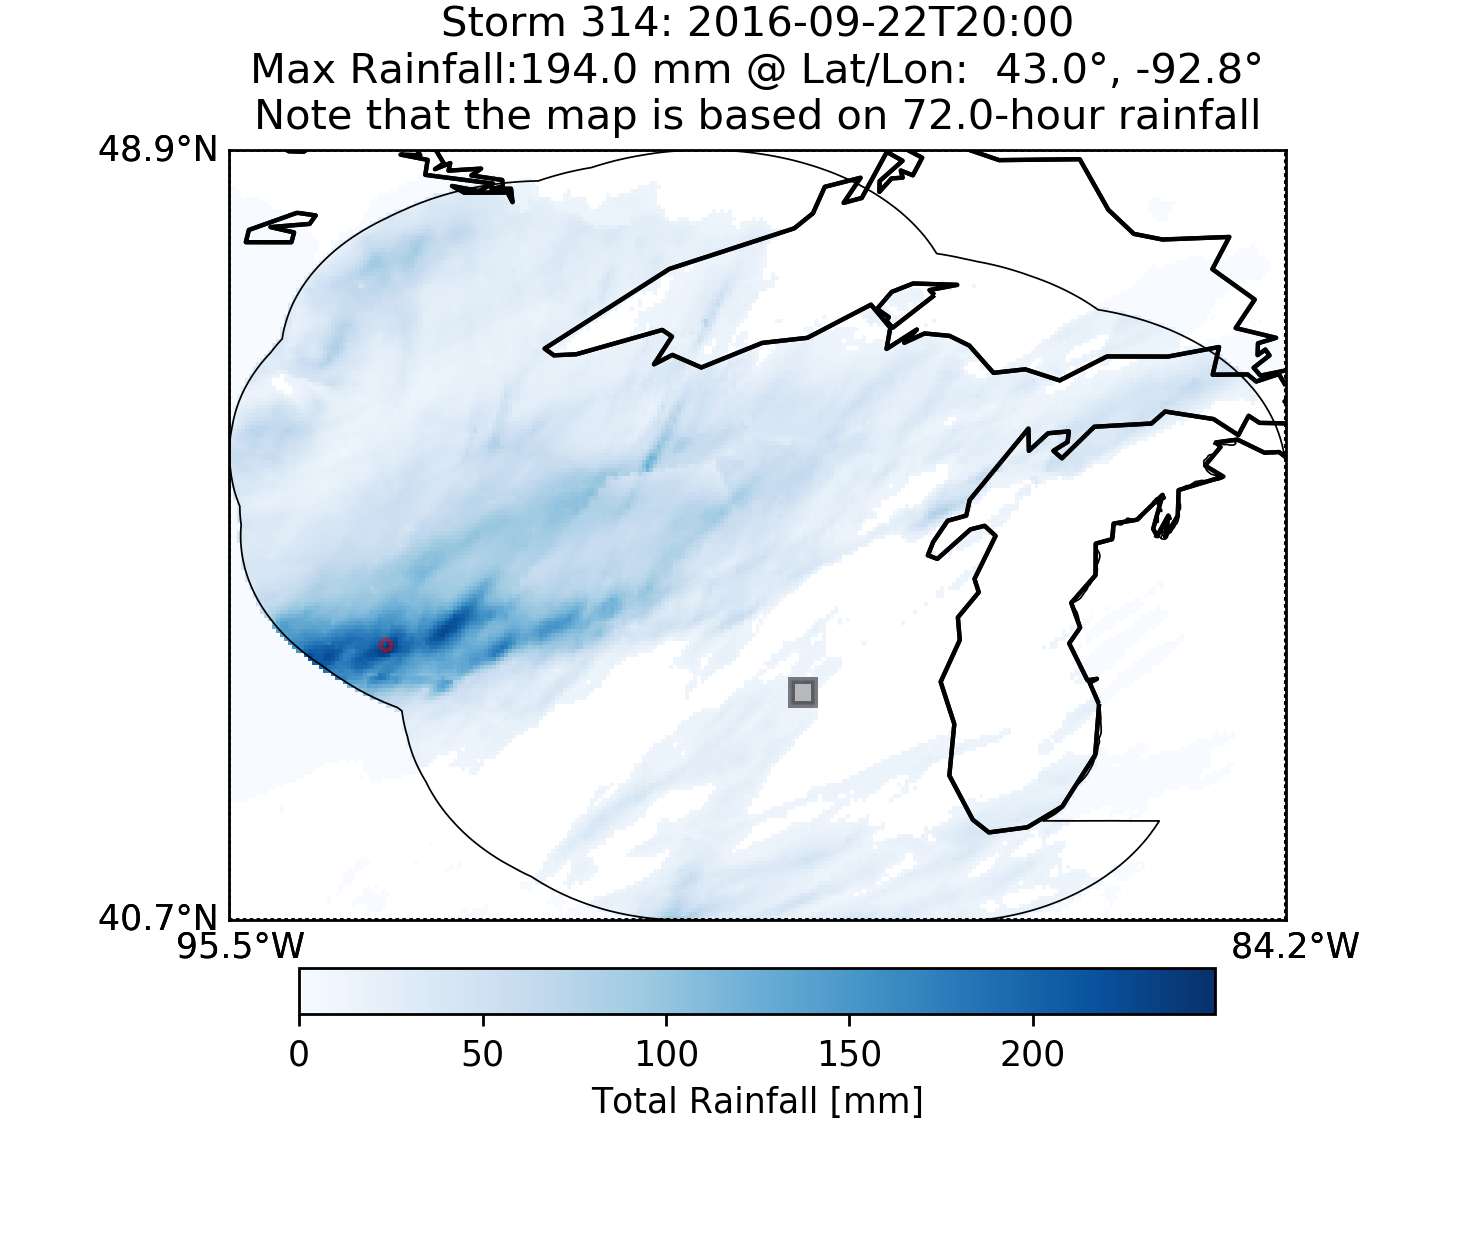 Storm 314: 2016-09-22T20:00
Max Rainfall:194.0 mm @ Lat/Lon:  43.0°, -92.8°
Note that the map is based on 72.0-hour rainfall
48.9°N
40.7°N
95.5°W 84.2°W
0 50 100 150 200
Total Rainfall [mm]